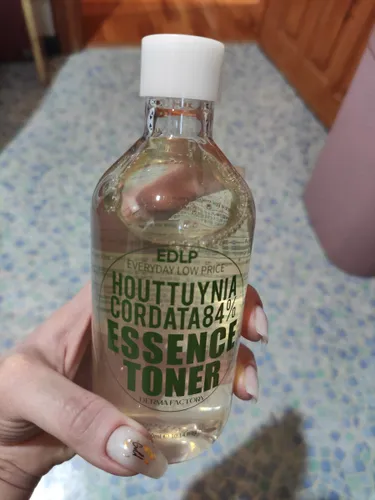 EDLP
EVERYDAY LOW PRICE
HOUTTUYNIA
CORDATA84%
ESSENCE
TONER
DERMA FACTORY